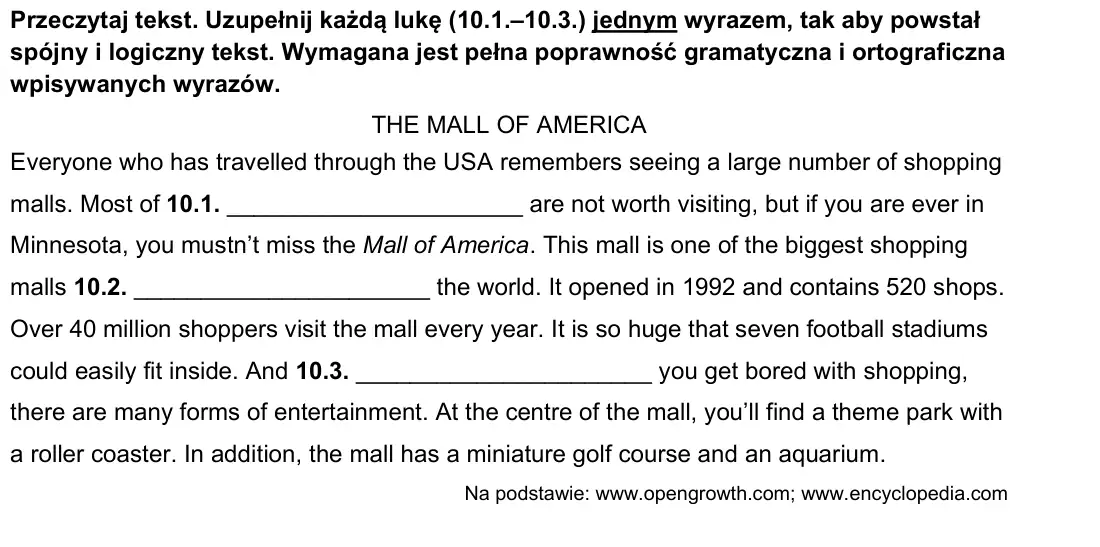 Przeczytaj tekst. Uzupełnij każdą lukę (10.1.–10.3.) jednym wyrazem, tak aby powstał
spójny i logiczny tekst. Wymagana jest pełna poprawność gramatyczna i ortograficzna
wpisywanych wyrazów.
THE MALL OF AMERICA
Everyone who has travelled through the USA remembers seeing a large number of shopping
malls. Most of 10.1. ______________________ are not worth visiting, but if you are ever in
Minnesota, you mustn’t miss the Mall of America. This mall is one of the biggest shopping
malls 10.2. ______________________ the world. It opened in 1992 and contains 520 shops.
Over 40 million shoppers visit the mall every year. It is so huge that seven football stadiums
could easily fit inside. And 10.3. ______________________ you get bored with shopping,
there are many forms of entertainment. At the centre of the mall, you’ll find a theme park with
a roller coaster. In addition, the mall has a miniature golf course and an aquarium.
Na podstawie: www.opengrowth.com; www.encyclopedia.com